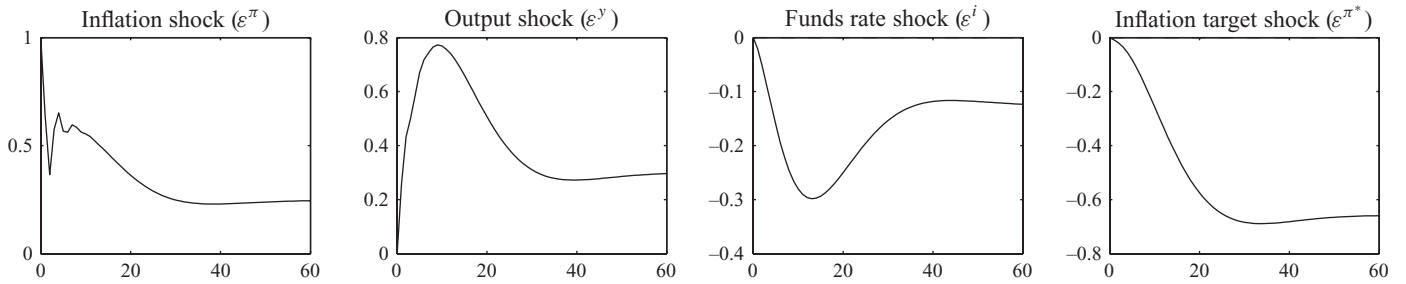 Inflation shock (ε^π)
1
0.5
0
0 20 40 60
Output shock (ε^y)
0.8
0.6
0.4
0.2
0
0 20 40 60
Funds rate shock (ε^i)
0
−0.1
−0.2
−0.3
−0.4
0 20 40 60
Inflation target shock (ε^π*)
0
−0.2
−0.4
−0.6
−0.8
0 20 40 60